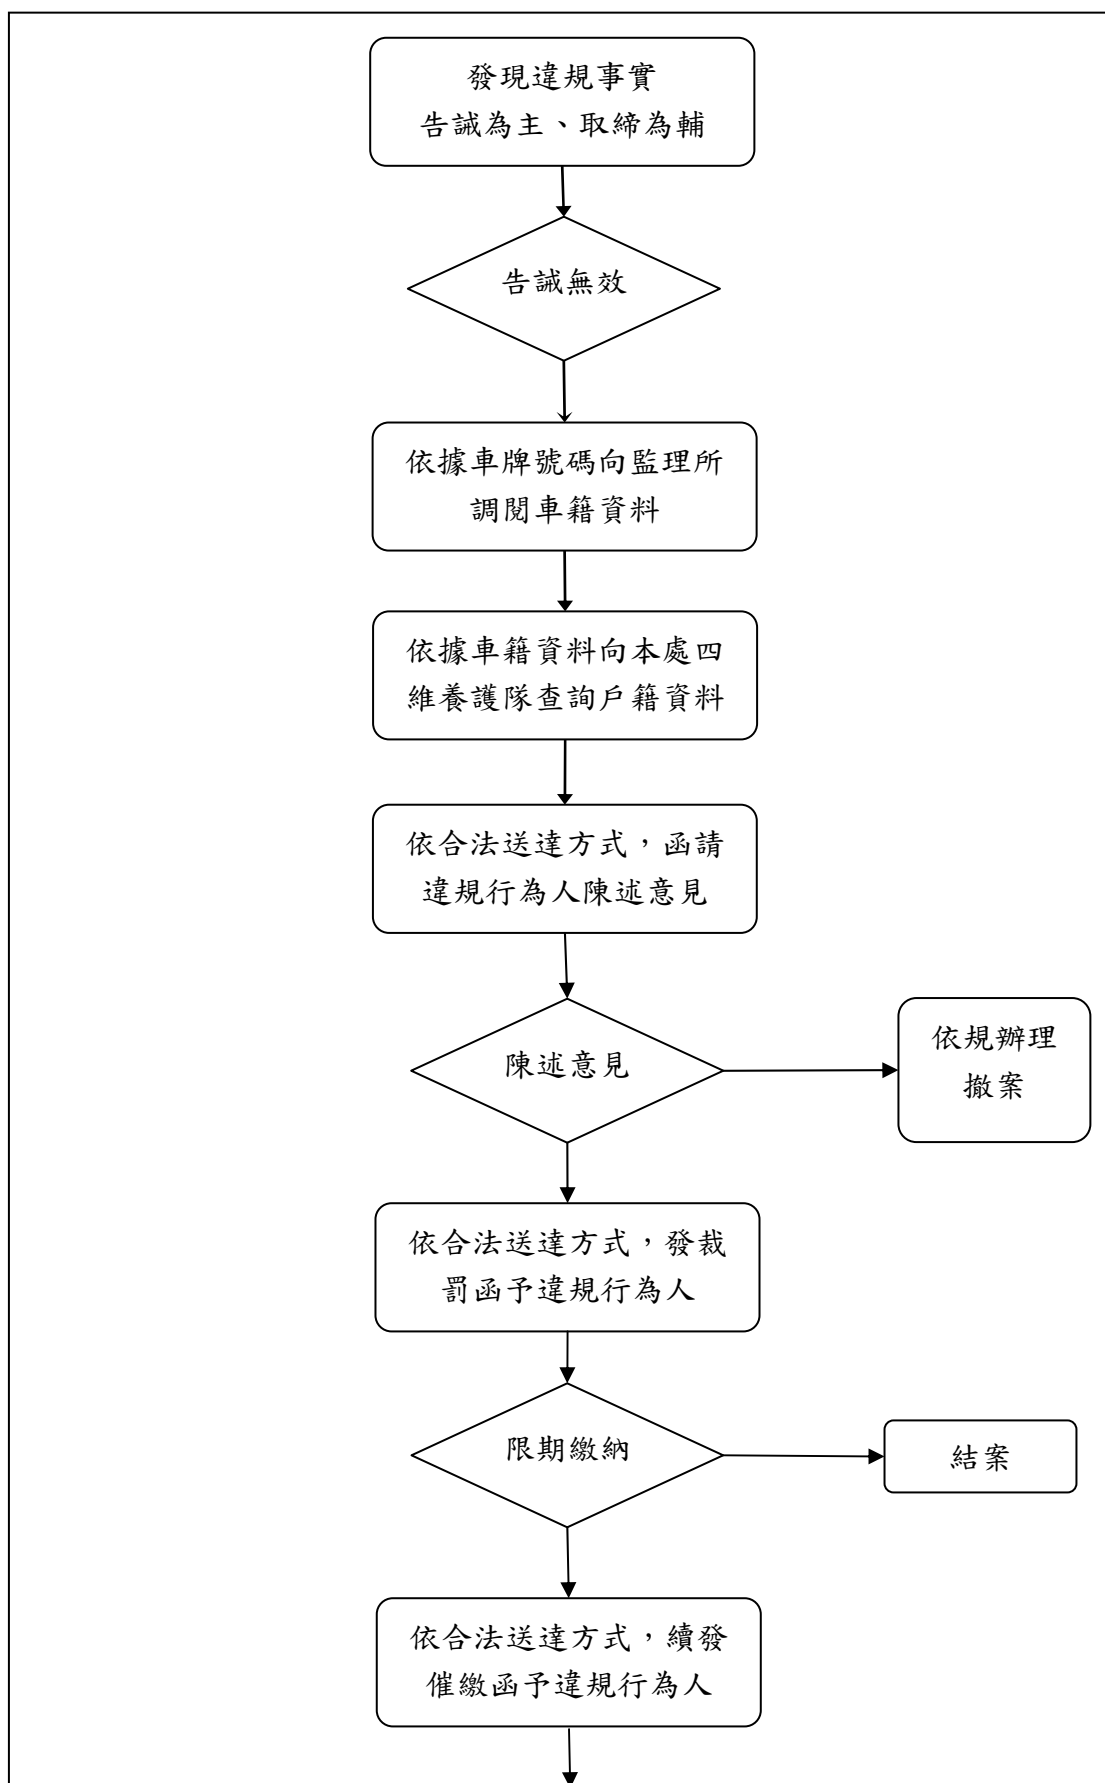 發現違規事實
告誡為主、取締為輔
告誡無效
依據車牌號碼向監理所
調閱車籍資料
依據車籍資料向本處四
維養護隊查詢戶籍資料
依合法送達方式，函請
違規行為人陳述意見
陳述意見
依規辦理
撤案
依合法送達方式，發裁
罰函予違規行為人
限期繳納
結案
依合法送達方式，續發
催繳函予違規行為人